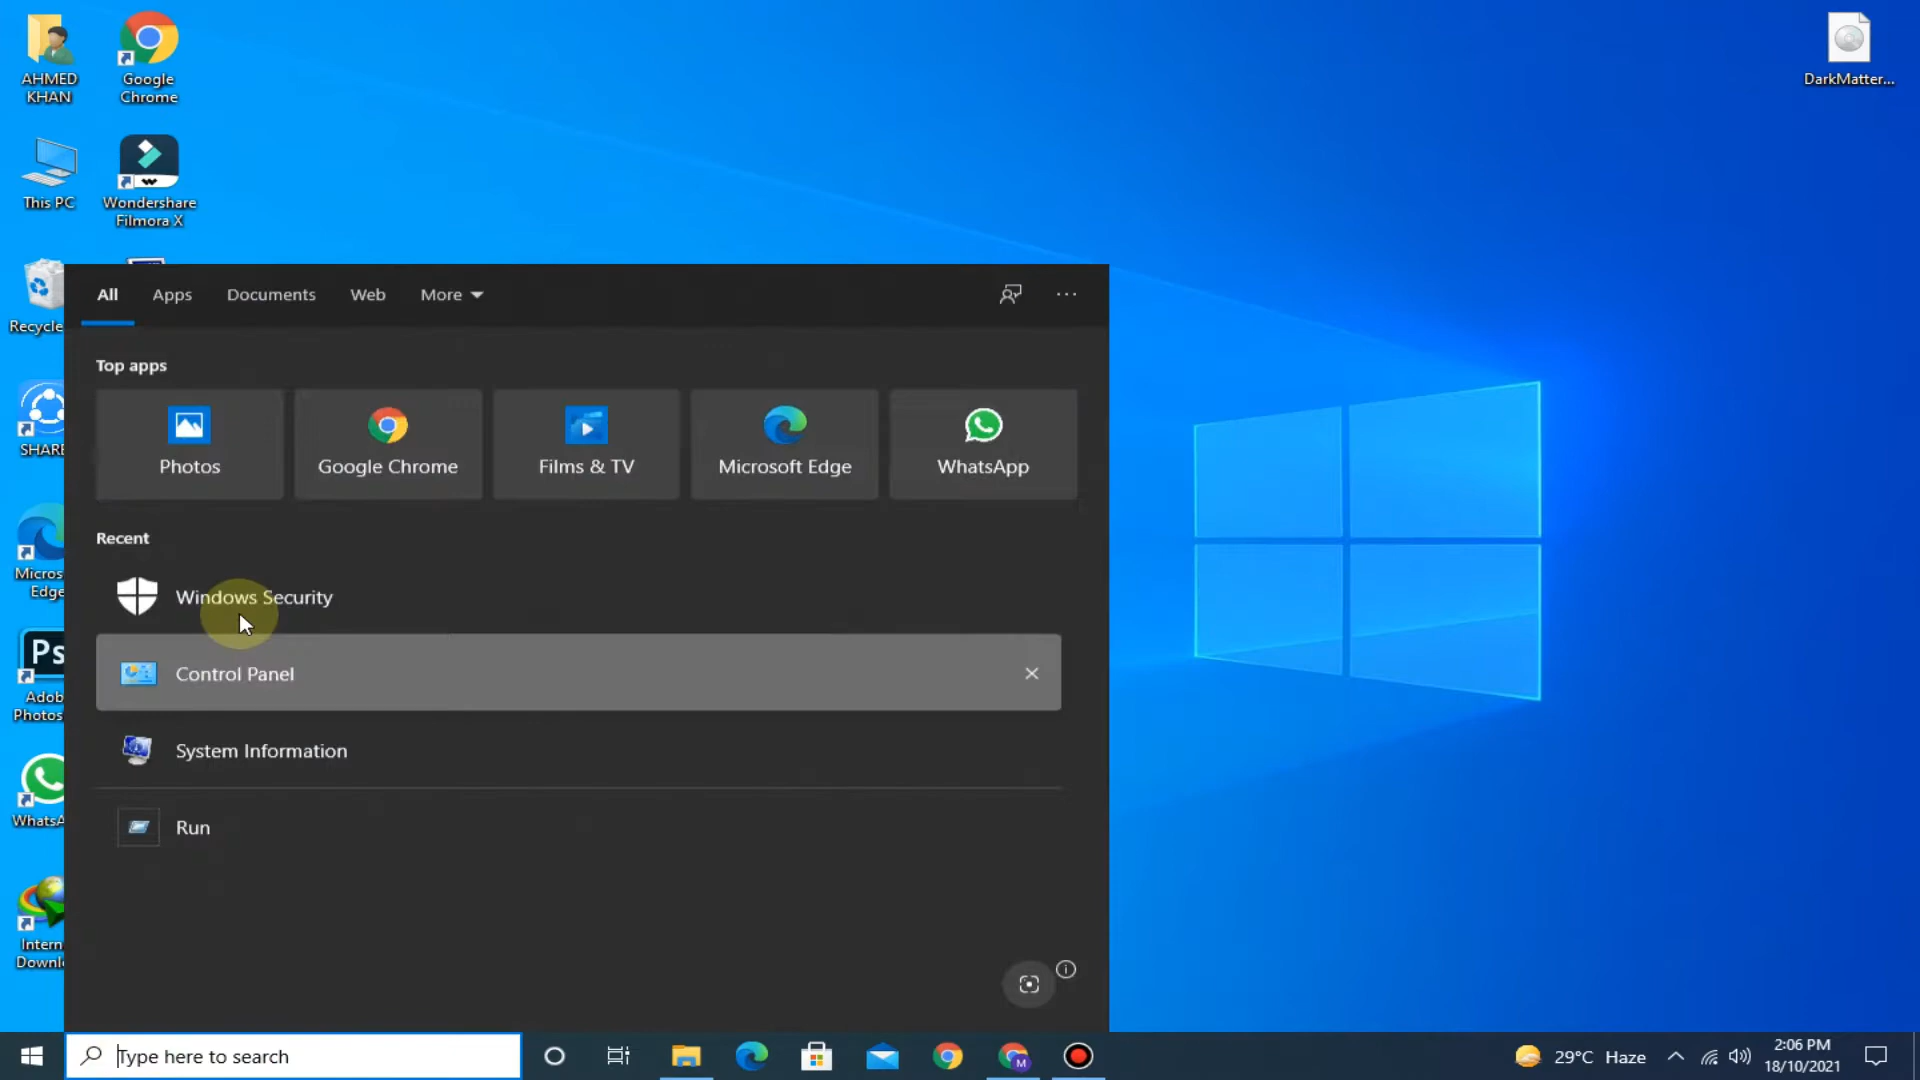 AHMED
KHAN
Google
Chrome
DarkMatter...
This PC
Wondershare
Filmora X
Recycle
SHARE
Micros
Edge
Ps
Adob
Photos
WhatsA
Intern
Downlo
All
Apps
Documents
Web
More
Top apps
Photos
Google Chrome
Films & TV
Microsoft Edge
WhatsApp
Recent
Windows Security
Control Panel
System Information
Run
Type here to search
M
29°C Haze
2:06 PM
18/10/2021